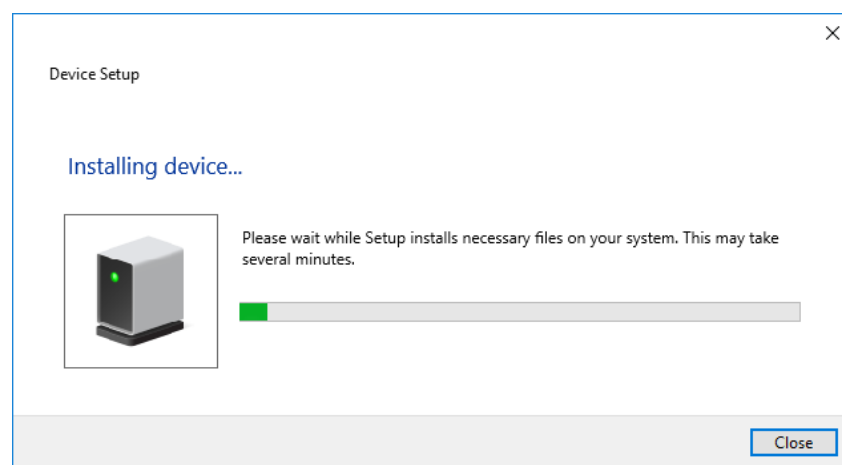 Device Setup
Installing device...
Please wait while Setup installs necessary files on your system. This may take
several minutes.
Close